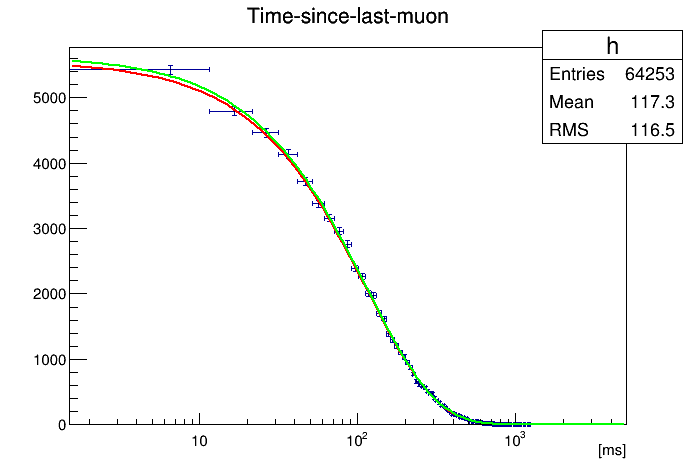 Time-since-last-muon
h
Entries 64253
Mean 117.3
RMS 116.5
5000
4000
3000
2000
1000
0
10 10² 10³
[ms]